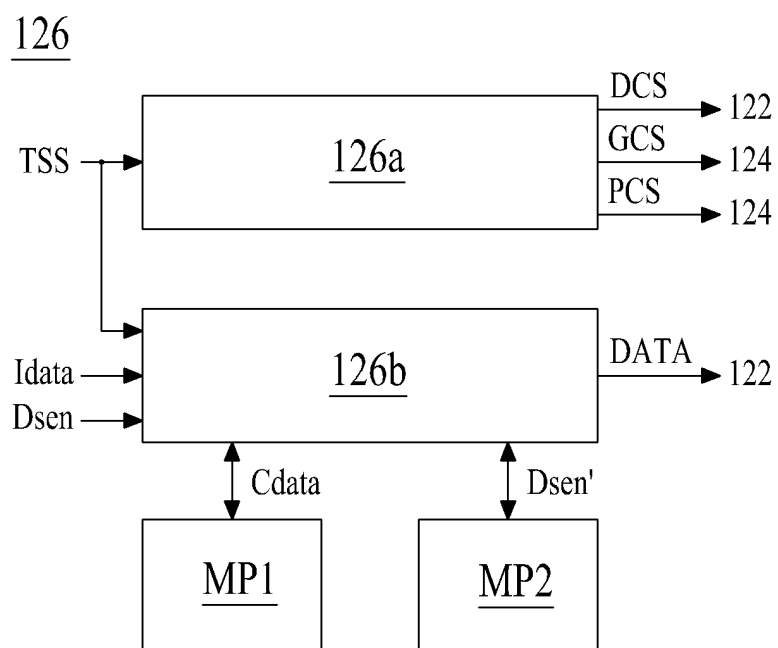 126
DCS
122
TSS
126a
GCS
124
PCS
124
Idata
126b
DATA
122
Dsen
Cdata
Dsen'
MP1
MP2